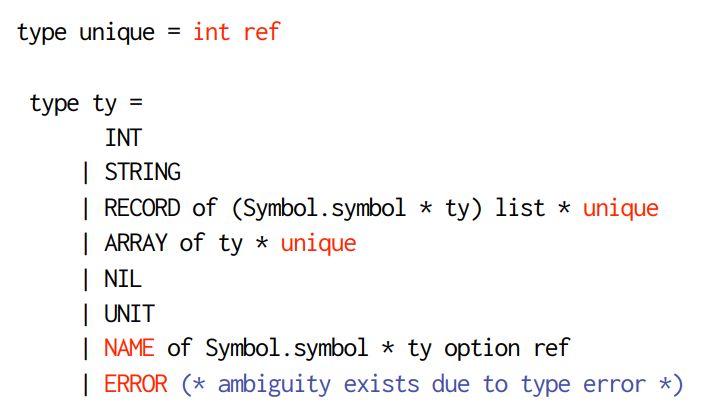 type unique = int ref
type ty =
INT
| STRING
| RECORD of (Symbol.symbol * ty) list * unique
| ARRAY of ty * unique
| NIL
| UNIT
| NAME of Symbol.symbol * ty option ref
| ERROR (* ambiguity exists due to type error *)